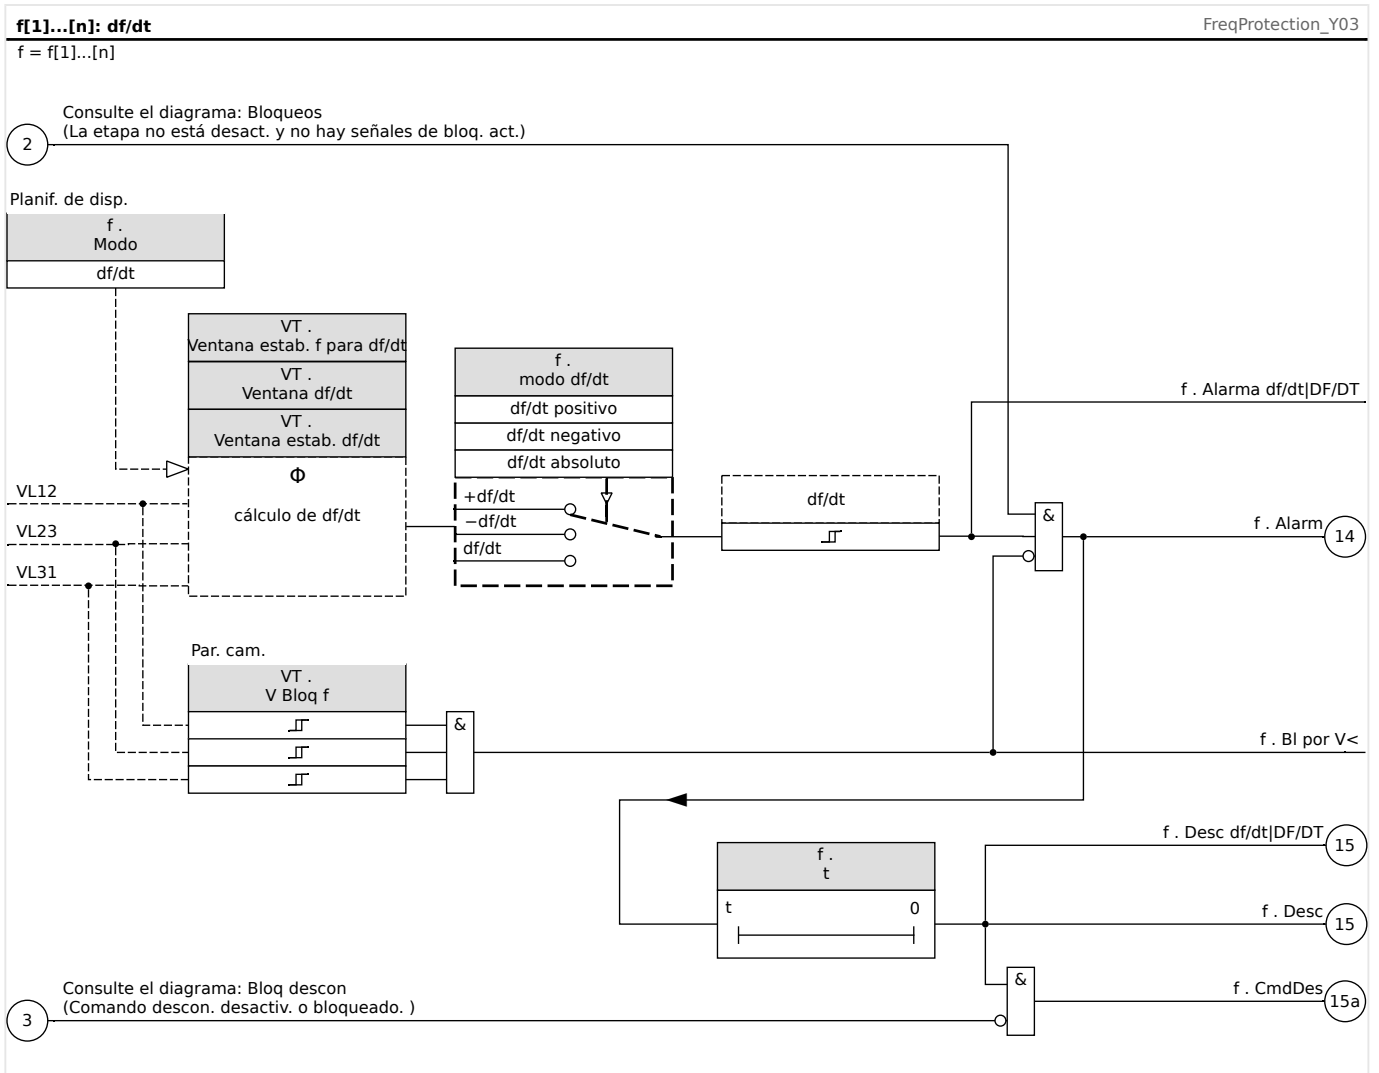 f[1]...[n]: df/dt
FreqProtection_Y03
f = f[1]...[n]
Consulte el diagrama: Bloqueos
(La etapa no está desact. y no hay señales de bloq. act.)
2
Planif. de disp.
f .
Modo
df/dt
VT .
Ventana estab. f para df/dt
VT .
Ventana df/dt
VT .
Ventana estab. df/dt
Φ
cálculo de df/dt
f .
modo df/dt
df/dt positivo
df/dt negativo
df/dt absoluto
+df/dt
−df/dt
df/dt
df/dt
f . Alarma df/dt|DF/DT
&
f . Alarm
14
VL12
VL23
VL31
Par. cam.
VT .
V Bloq f
&
f . Bl por V<
f . Desc df/dt|DF/DT
15
f .
t
t
0
f . Desc
15
&
f . CmdDes
15a
Consulte el diagrama: Bloq descon
(Comando descon. desactiv. o bloqueado. )
3